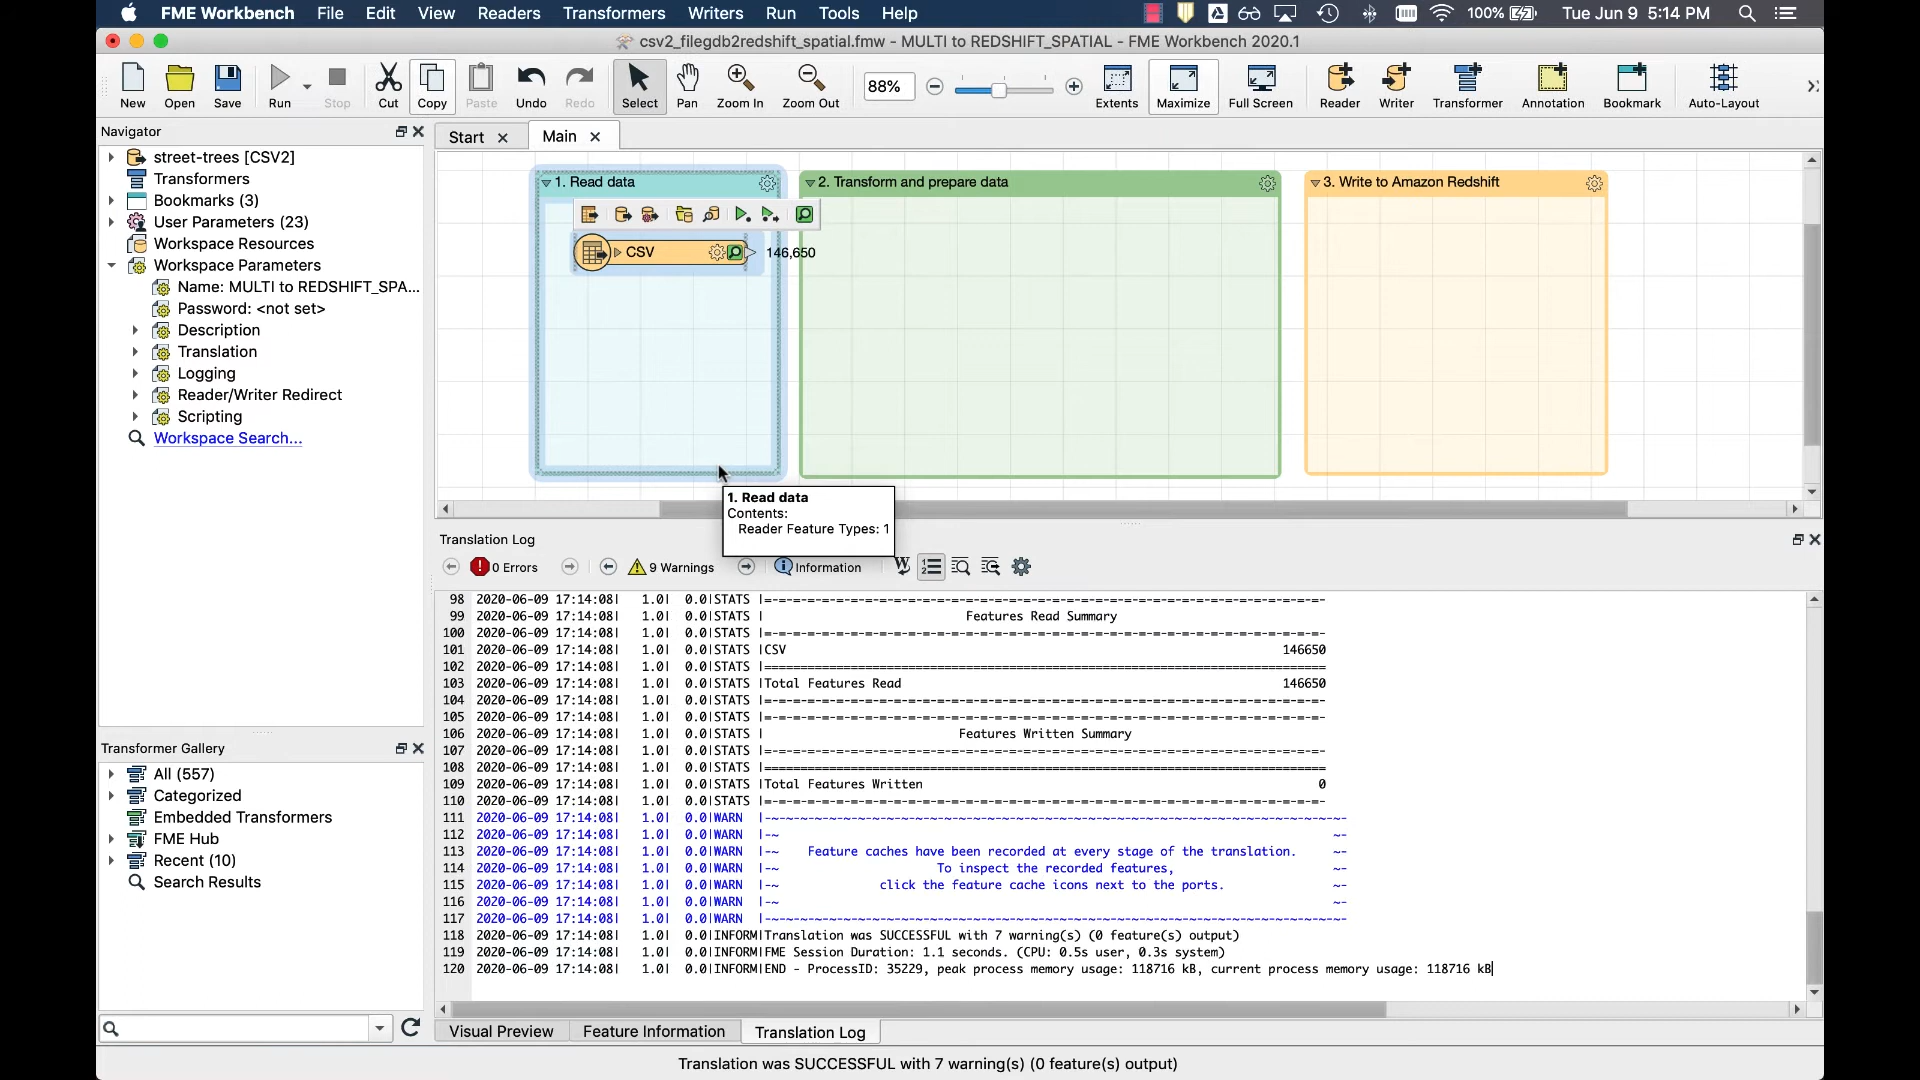 FME Workbench File Edit View Readers Transformers Writers Run Tools Help 100% Tue Jun 9 5:14 PM
csv2_filegdb2redshift_spatial.fmw - MULTI to REDSHIFT_SPATIAL - FME Workbench 2020.1
88%
New Open Save Run Stop Cut Copy Paste Undo Redo Select Pan Zoom In Zoom Out Extents Maximize Full Screen Reader Writer Transformer Annotation Bookmark Auto-Layout
Navigator
street-trees [CSV2]
Transformers
Bookmarks (3)
User Parameters (23)
Workspace Resources
Workspace Parameters
Name: MULTI to REDSHIFT_SPA...
Password: <not set>
Description
Translation
Logging
Reader/Writer Redirect
Scripting
Workspace Search...
Transformer Gallery
All (557)
Categorized
Embedded Transformers
FME Hub
Recent (10)
Search Results
Start Main
1. Read data 2. Transform and prepare data 3. Write to Amazon Redshift
CSV 146,650
1. Read data
Contents:
Reader Feature Types: 1
Translation Log
0 Errors 9 Warnings Information
98 2020-06-09 17:14:08| 1.0| 0.0|STATS |=-=-=-=-=-=-=-=-=-=-=-=-=-=-=-=-=-=-=-=-=-=-=-=-=-=-=-=-=-=-=-=-=-=-=-=-=-=-=-
99 2020-06-09 17:14:08| 1.0| 0.0|STATS | Features Read Summary
100 2020-06-09 17:14:08| 1.0| 0.0|STATS |=-=-=-=-=-=-=-=-=-=-=-=-=-=-=-=-=-=-=-=-=-=-=-=-=-=-=-=-=-=-=-=-=-=-=-=-=-=-=-
101 2020-06-09 17:14:08| 1.0| 0.0|STATS |CSV 146650
102 2020-06-09 17:14:08| 1.0| 0.0|STATS |==============================================================================
103 2020-06-09 17:14:08| 1.0| 0.0|STATS |Total Features Read 146650
104 2020-06-09 17:14:08| 1.0| 0.0|STATS |=-=-=-=-=-=-=-=-=-=-=-=-=-=-=-=-=-=-=-=-=-=-=-=-=-=-=-=-=-=-=-=-=-=-=-=-=-=-=-
105 2020-06-09 17:14:08| 1.0| 0.0|STATS |=-=-=-=-=-=-=-=-=-=-=-=-=-=-=-=-=-=-=-=-=-=-=-=-=-=-=-=-=-=-=-=-=-=-=-=-=-=-=-
106 2020-06-09 17:14:08| 1.0| 0.0|STATS | Features Written Summary
107 2020-06-09 17:14:08| 1.0| 0.0|STATS |=-=-=-=-=-=-=-=-=-=-=-=-=-=-=-=-=-=-=-=-=-=-=-=-=-=-=-=-=-=-=-=-=-=-=-=-=-=-=-
108 2020-06-09 17:14:08| 1.0| 0.0|STATS |==============================================================================
109 2020-06-09 17:14:08| 1.0| 0.0|STATS |Total Features Written 0
110 2020-06-09 17:14:08| 1.0| 0.0|STATS |=-=-=-=-=-=-=-=-=-=-=-=-=-=-=-=-=-=-=-=-=-=-=-=-=-=-=-=-=-=-=-=-=-=-=-=-=-=-=-
111 2020-06-09 17:14:08| 1.0| 0.0|WARN |-~-~-~-~-~-~-~-~-~-~-~-~-~-~-~-~-~-~-~-~-~-~-~-~-~-~-~-~-~-~-~-~-~-~-~-~-~-~-~-~-
112 2020-06-09 17:14:08| 1.0| 0.0|WARN |-~ ~-
113 2020-06-09 17:14:08| 1.0| 0.0|WARN |-~ Feature caches have been recorded at every stage of the translation. ~-
114 2020-06-09 17:14:08| 1.0| 0.0|WARN |-~ To inspect the recorded features, ~-
115 2020-06-09 17:14:08| 1.0| 0.0|WARN |-~ click the feature cache icons next to the ports. ~-
116 2020-06-09 17:14:08| 1.0| 0.0|WARN |-~ ~-
117 2020-06-09 17:14:08| 1.0| 0.0|WARN |-~-~-~-~-~-~-~-~-~-~-~-~-~-~-~-~-~-~-~-~-~-~-~-~-~-~-~-~-~-~-~-~-~-~-~-~-~-~-~-~-
118 2020-06-09 17:14:08| 1.0| 0.0|INFORM|Translation was SUCCESSFUL with 7 warning(s) (0 feature(s) output)
119 2020-06-09 17:14:08| 1.0| 0.0|INFORM|FME Session Duration: 1.1 seconds. (CPU: 0.5s user, 0.3s system)
120 2020-06-09 17:14:08| 1.0| 0.0|INFORM|END - ProcessID: 35229, peak process memory usage: 118716 kB, current process memory usage: 118716 kB
Visual Preview Feature Information Translation Log
Translation was SUCCESSFUL with 7 warning(s) (0 feature(s) output)